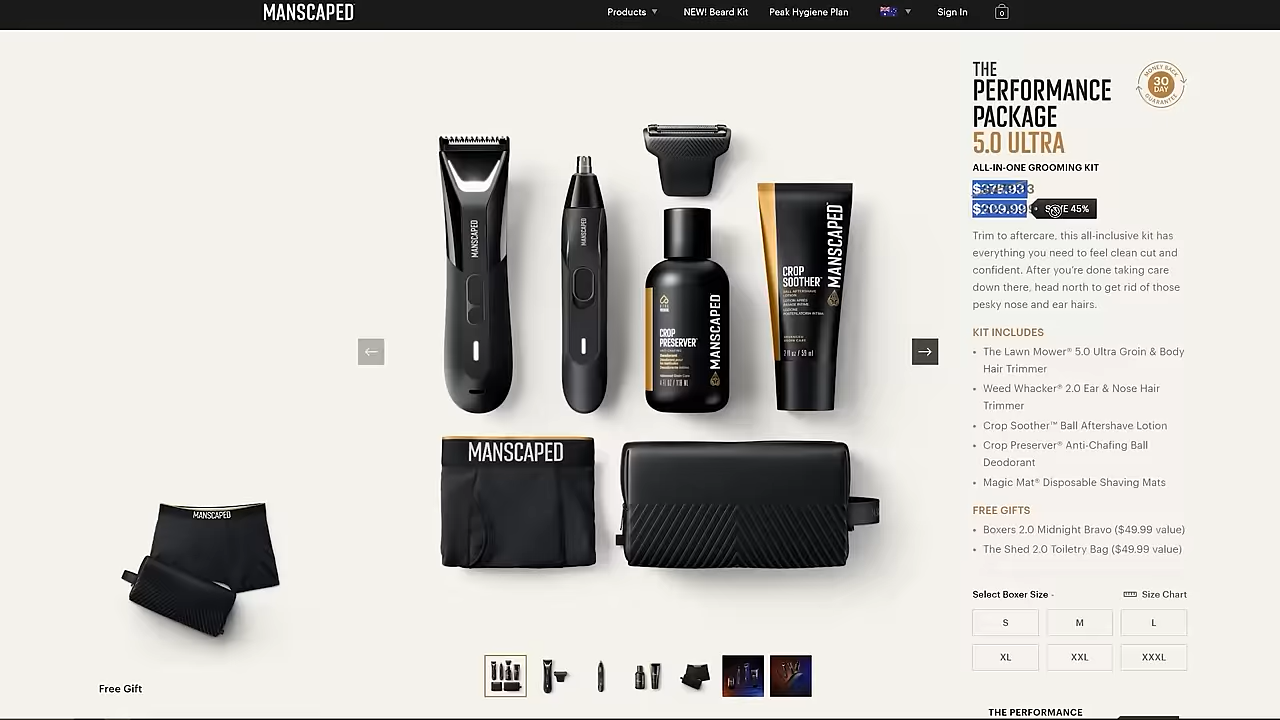 MANSCAPED
Products
NEW! Beard Kit
Peak Hygiene Plan
Sign In
0
THE
PERFORMANCE
PACKAGE
5.0 ULTRA
MONEY BACK
30
DAY
GUARANTEE
ALL-IN-ONE GROOMING KIT
$209.99
SAVE 45%
Trim to aftercare, this all-inclusive kit has
everything you need to feel clean cut and
confident. After you're done taking care
down there, head north to get rid of those
pesky nose and ear hairs.
KIT INCLUDES
• The Lawn Mower® 5.0 Ultra Groin & Body
Hair Trimmer
• Weed Whacker® 2.0 Ear & Nose Hair
Trimmer
• Crop Soother™ Ball Aftershave Lotion
• Crop Preserver® Anti-Chafing Ball
Deodorant
• Magic Mat® Disposable Shaving Mats
FREE GIFTS
• Boxers 2.0 Midnight Bravo ($49.99 value)
• The Shed 2.0 Toiletry Bag ($49.99 value)
Select Boxer Size -
Size Chart
S
M
L
XL
XXL
XXXL
THE PERFORMANCE
MANSCAPED
MANSCAPED
CROP
PRESERVER
MANSCAPED
CROP
SOOTHER
MANSCAPED
MANSCAPED
MANSCAPED
Free Gift